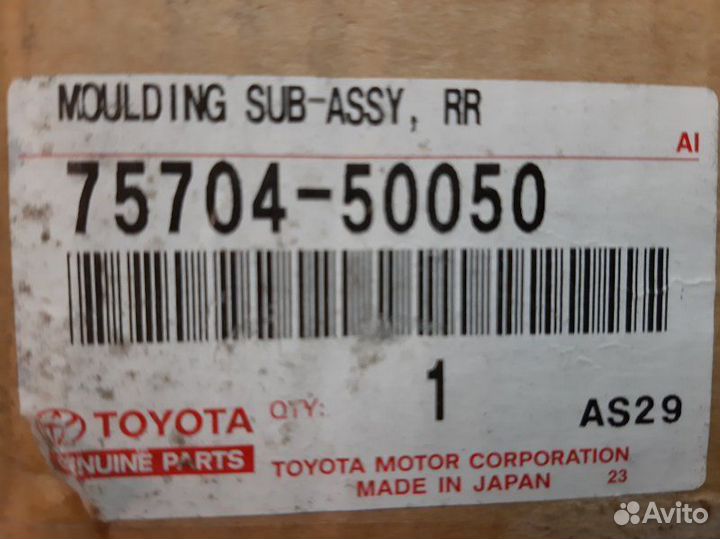 MOULDING SUB-ASSY, RR
AI
75704-50050
TOYOTA QTY: 1 AS29
GENUINE PARTS
TOYOTA MOTOR CORPORATION
MADE IN JAPAN 23
Avito